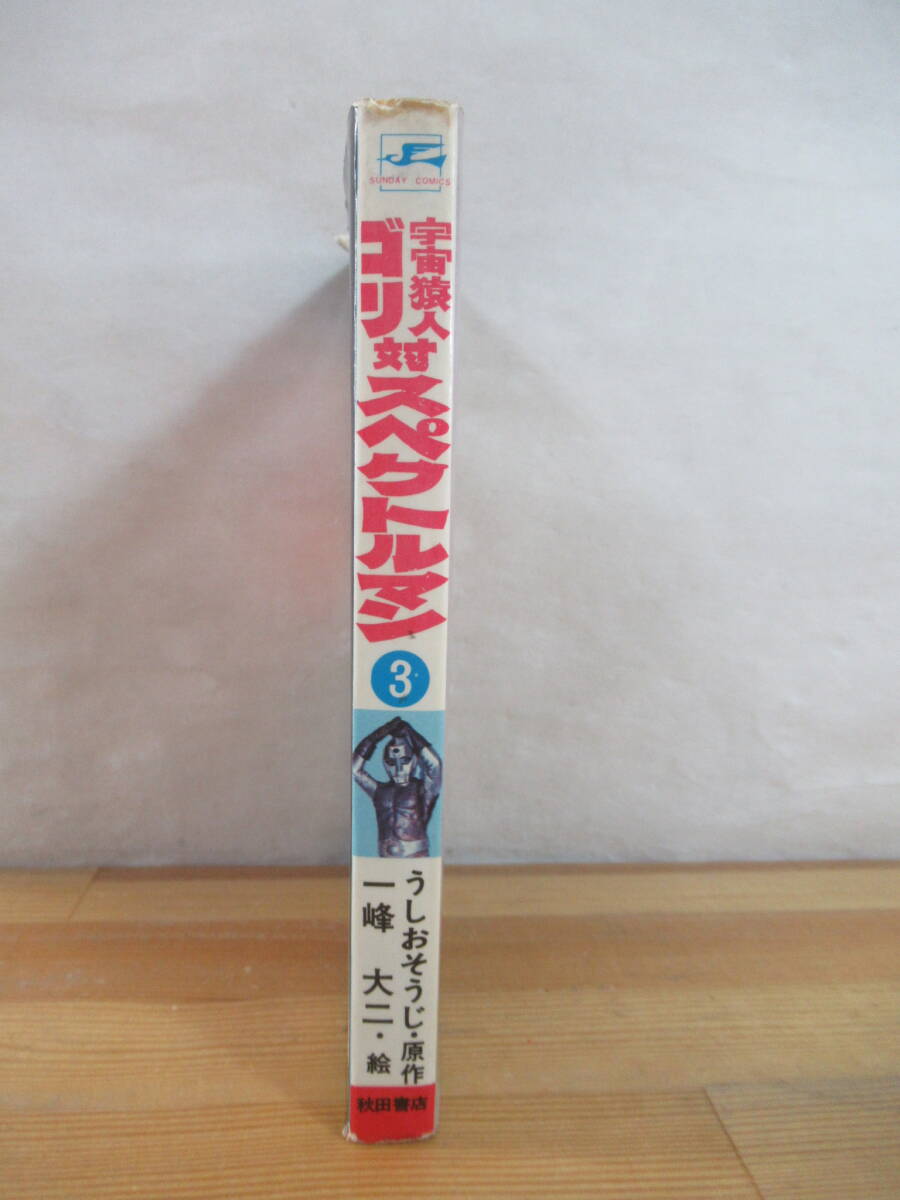 SUNDAY COMICS
宇宙猿人
ゴリ対スペクトルマン
3
うしおそうじ・原作
一峰 大二・絵
秋田書店